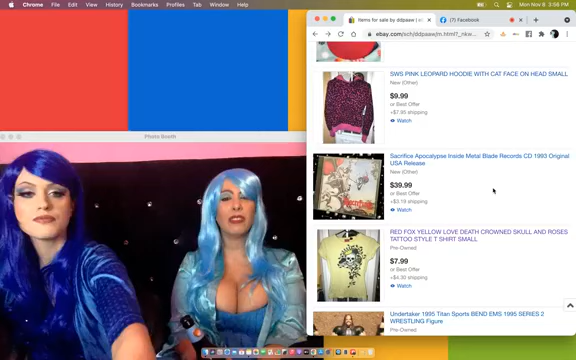 Chrome File Edit View History Bookmarks Profiles Tab Window Help
Mon Nov 8 3:56 PM
Items for sale by ddpaew
(7) Facebook
ebay.com/sch/ddpaew/m.html?_nkw...
SWS PINK LEOPARD HOODIE WITH CAT FACE ON HEAD SMALL
New (Other)
$9.99
or Best Offer
+$7.95 shipping
Watch
Sacrifice Apocalypse Inside Metal Blade Records CD 1993 Original
USA Release
New (Other)
$39.99
or Best Offer
+$3.19 shipping
Watch
RED FOX YELLOW LOVE DEATH CROWNED SKULL AND ROSES
TATTOO STYLE T SHIRT SMALL
Pre-Owned
$7.99
or Best Offer
+$4.30 shipping
Watch
Undertaker 1995 Titan Sports BEND EMS 1995 SERIES 2
WRESTLING Figure
Pre-Owned
Photo Booth